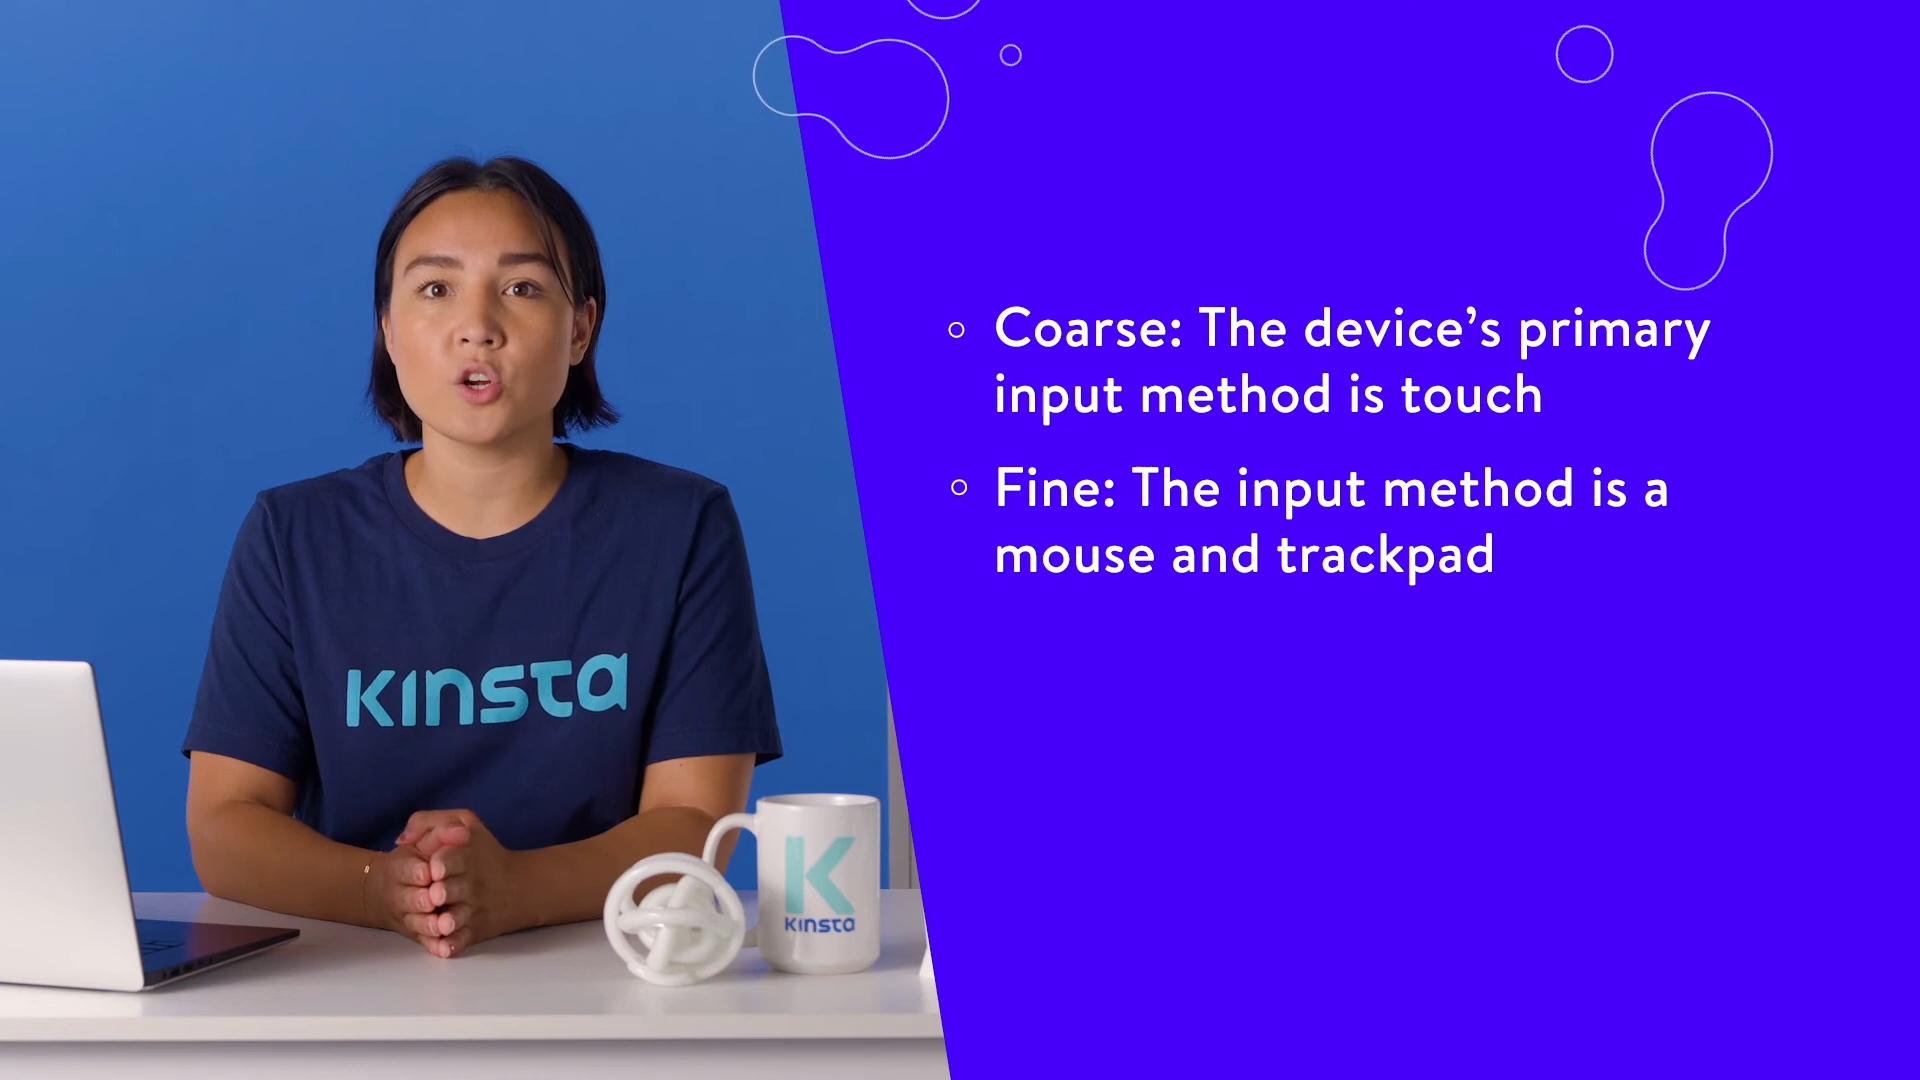 Coarse: The device’s primary
input method is touch
Fine: The input method is a
mouse and trackpad
KINSTA
K
KINSTA